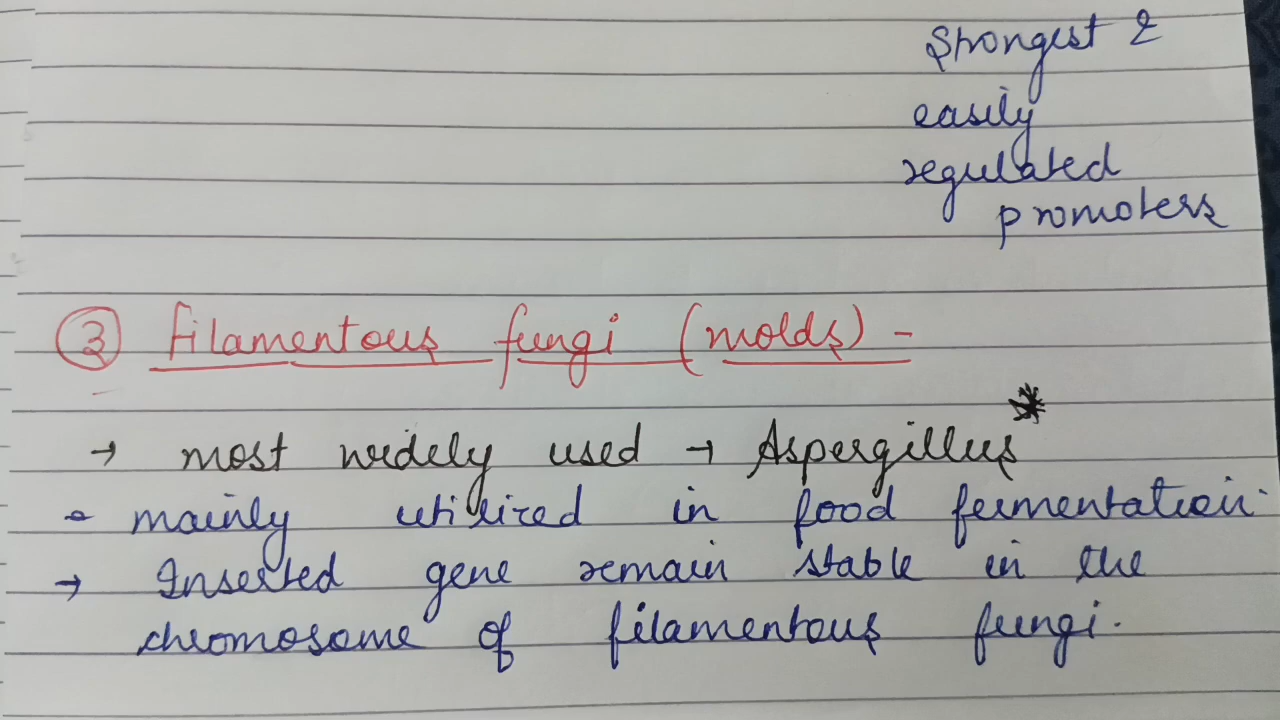 Strongest &
easily
regulated
promoters
③ Filamentous fungi (molds) -
→ most widely used → Aspergillus*
- mainly utilized in food fermentation.
→ Inserted gene remain stable in the
chromosome of filamentous fungi.